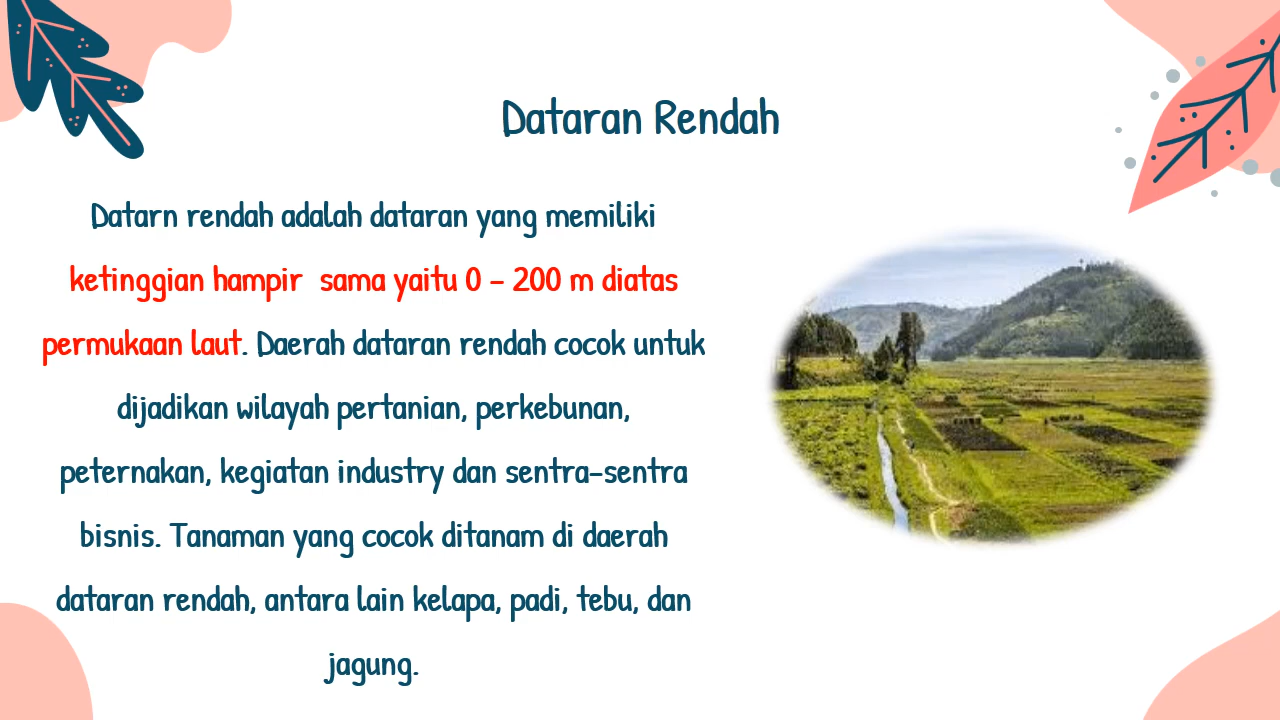 Dataran Rendah
Datarn rendah adalah dataran yang memiliki
ketinggian hampir  sama yaitu 0 – 200 m diatas
permukaan laut. Daerah dataran rendah cocok untuk
dijadikan wilayah pertanian, perkebunan,
peternakan, kegiatan industry dan sentra-sentra
bisnis. Tanaman yang cocok ditanam di daerah
dataran rendah, antara lain kelapa, padi, tebu, dan
jagung.